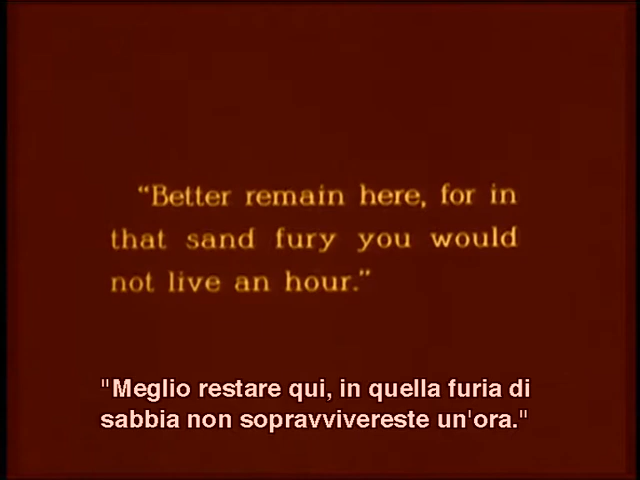 “Better remain here, for in
that sand fury you would
not live an hour.”
"Meglio restare qui, in quella furia di
sabbia non sopravvivereste un'ora."